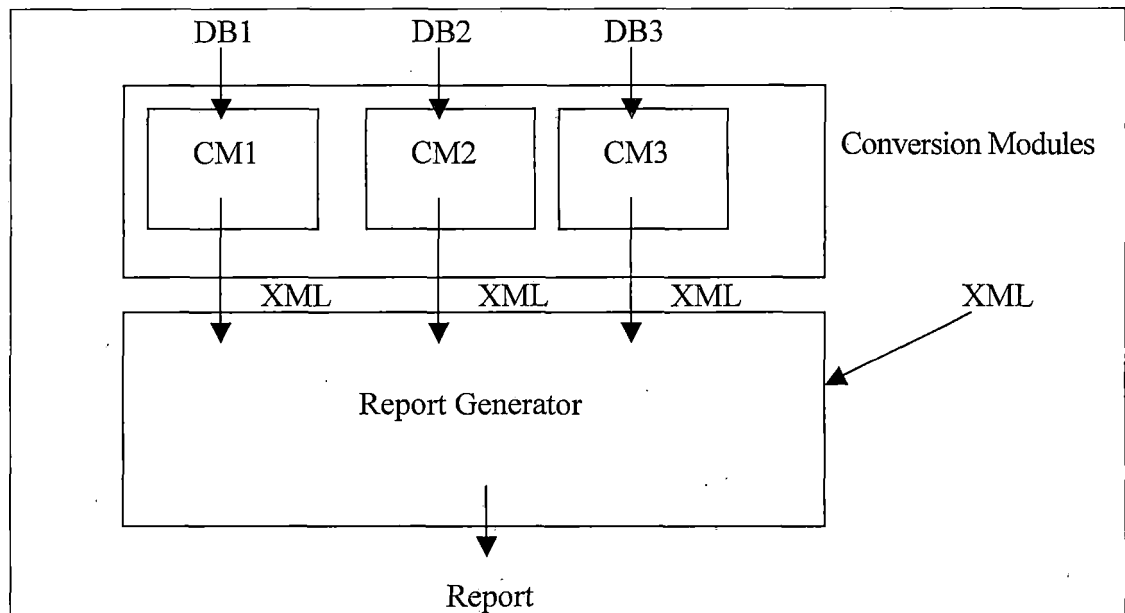 DB1 DB2 DB3
CM1 CM2 CM3
Conversion Modules
XML XML XML XML
Report Generator
Report